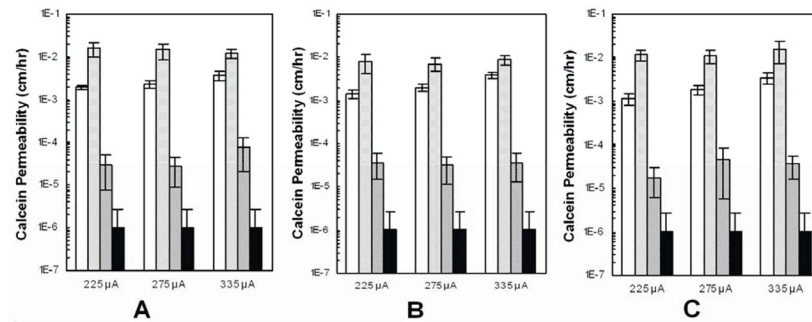 Calcein Permeability (cm/hr)
1E-1
1E-2
1E-3
1E-4
1E-5
1E-6
1E-7
225 µA
275 µA
335 µA
A
Calcein Permeability (cm/hr)
1E-1
1E-2
1E-3
1E-4
1E-5
1E-6
1E-7
225 µA
275 µA
335 µA
B
Calcein Permeability (cm/hr)
1E-1
1E-2
1E-3
1E-4
1E-5
1E-6
1E-7
225 µA
275 µA
335 µA
C